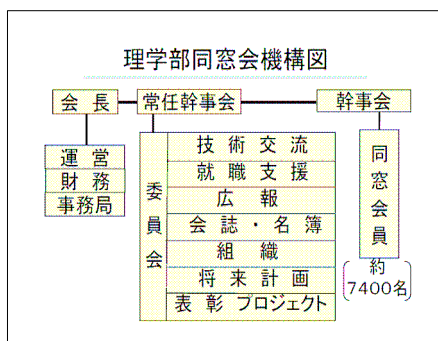 理学部同窓会機構図
会長
常任幹事会
幹事会
運営
財務
事務局
委員会
技術交流
就職支援
広報
会誌・名簿
組織
将来計画
表彰プロジェクト
同窓会員
約
7400名